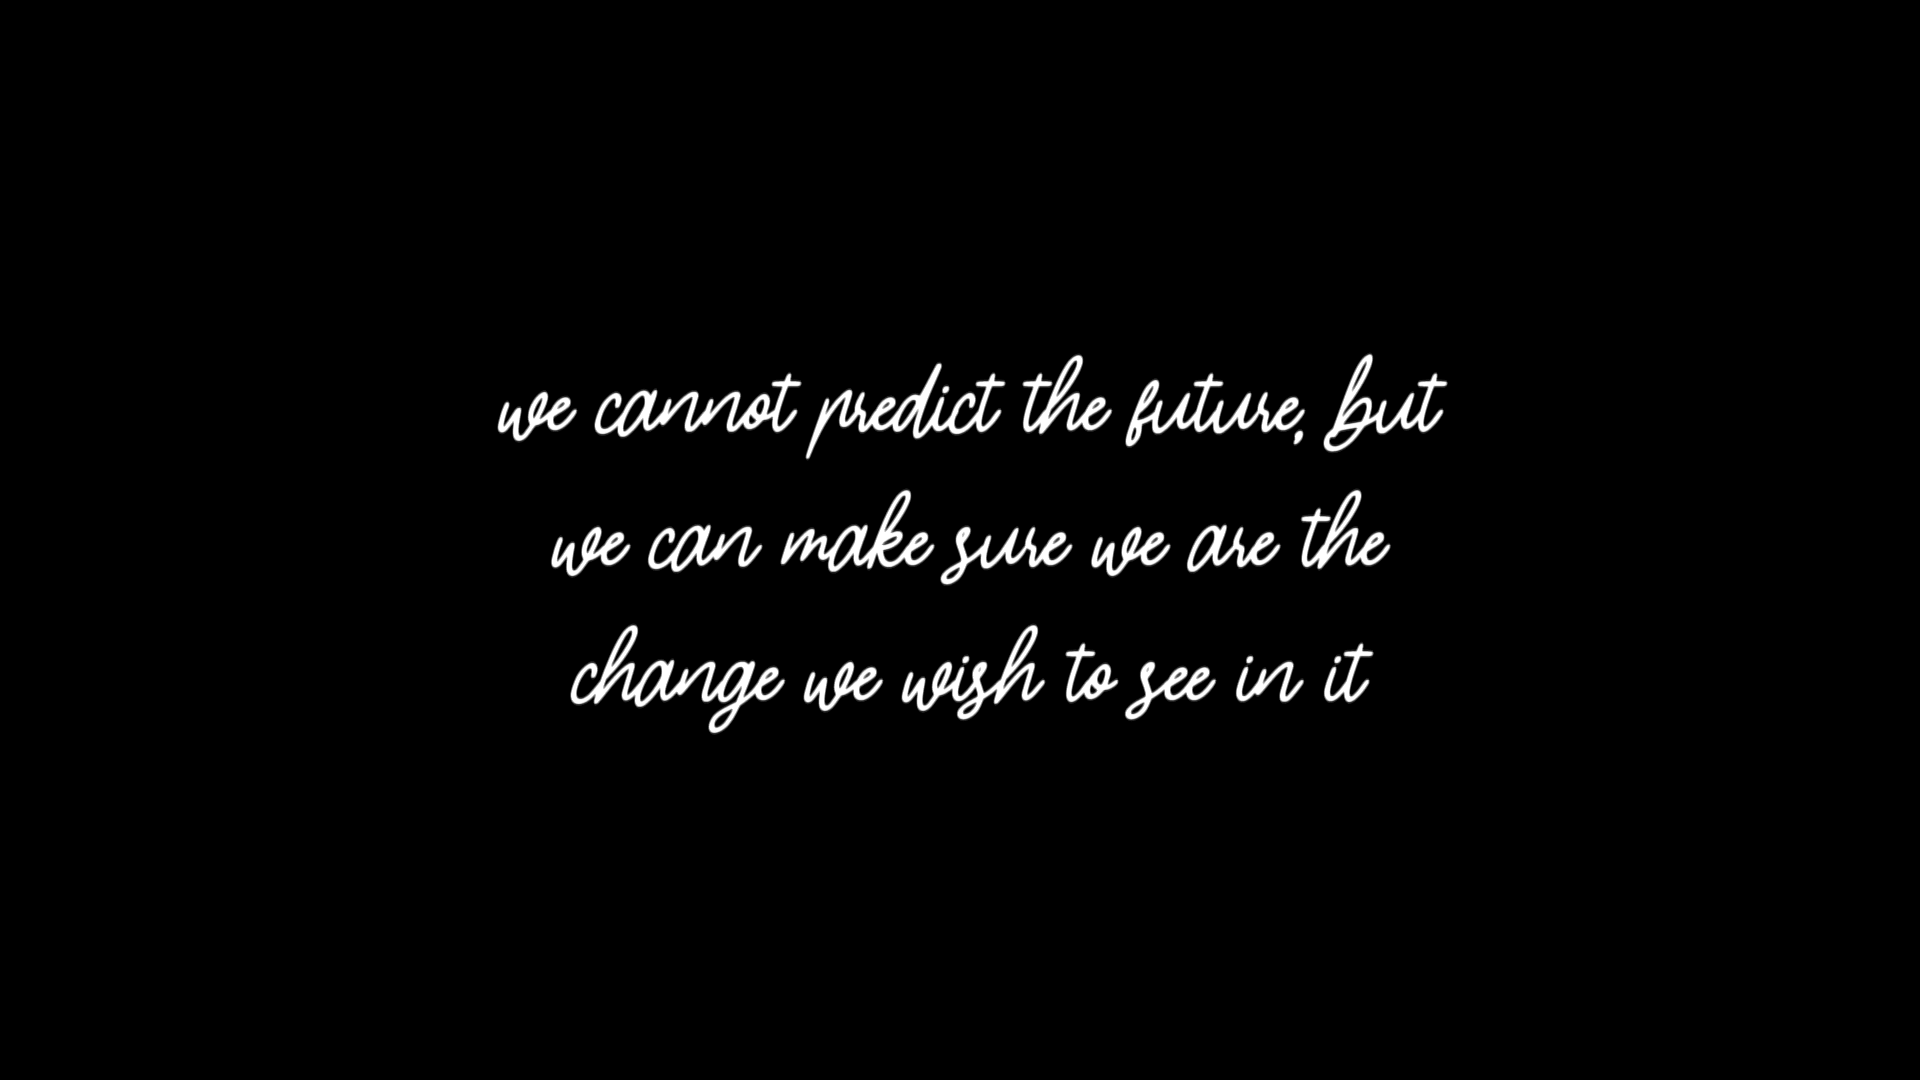 we cannot predict the future, but
we can make sure we are the
change we wish to see in it